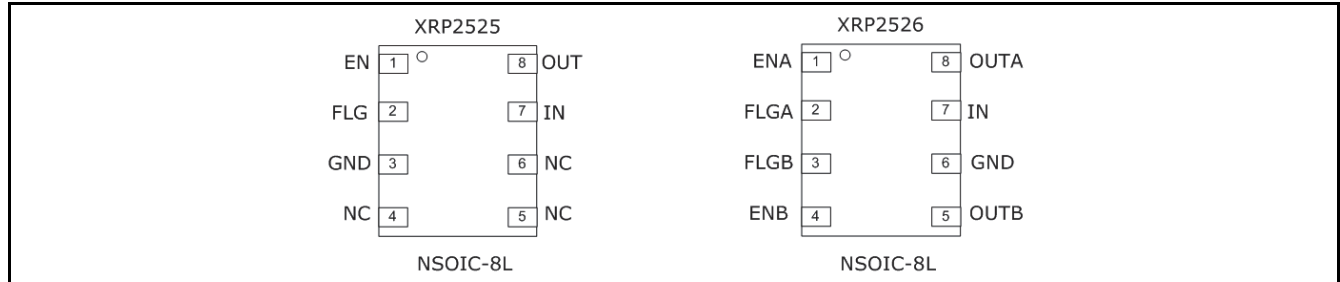 XRP2525
EN 1 8 OUT
FLG 2 7 IN
GND 3 6 NC
NC 4 5 NC
NSOIC-8L
XRP2526
ENA 1 8 OUTA
FLGA 2 7 IN
FLGB 3 6 GND
ENB 4 5 OUTB
NSOIC-8L